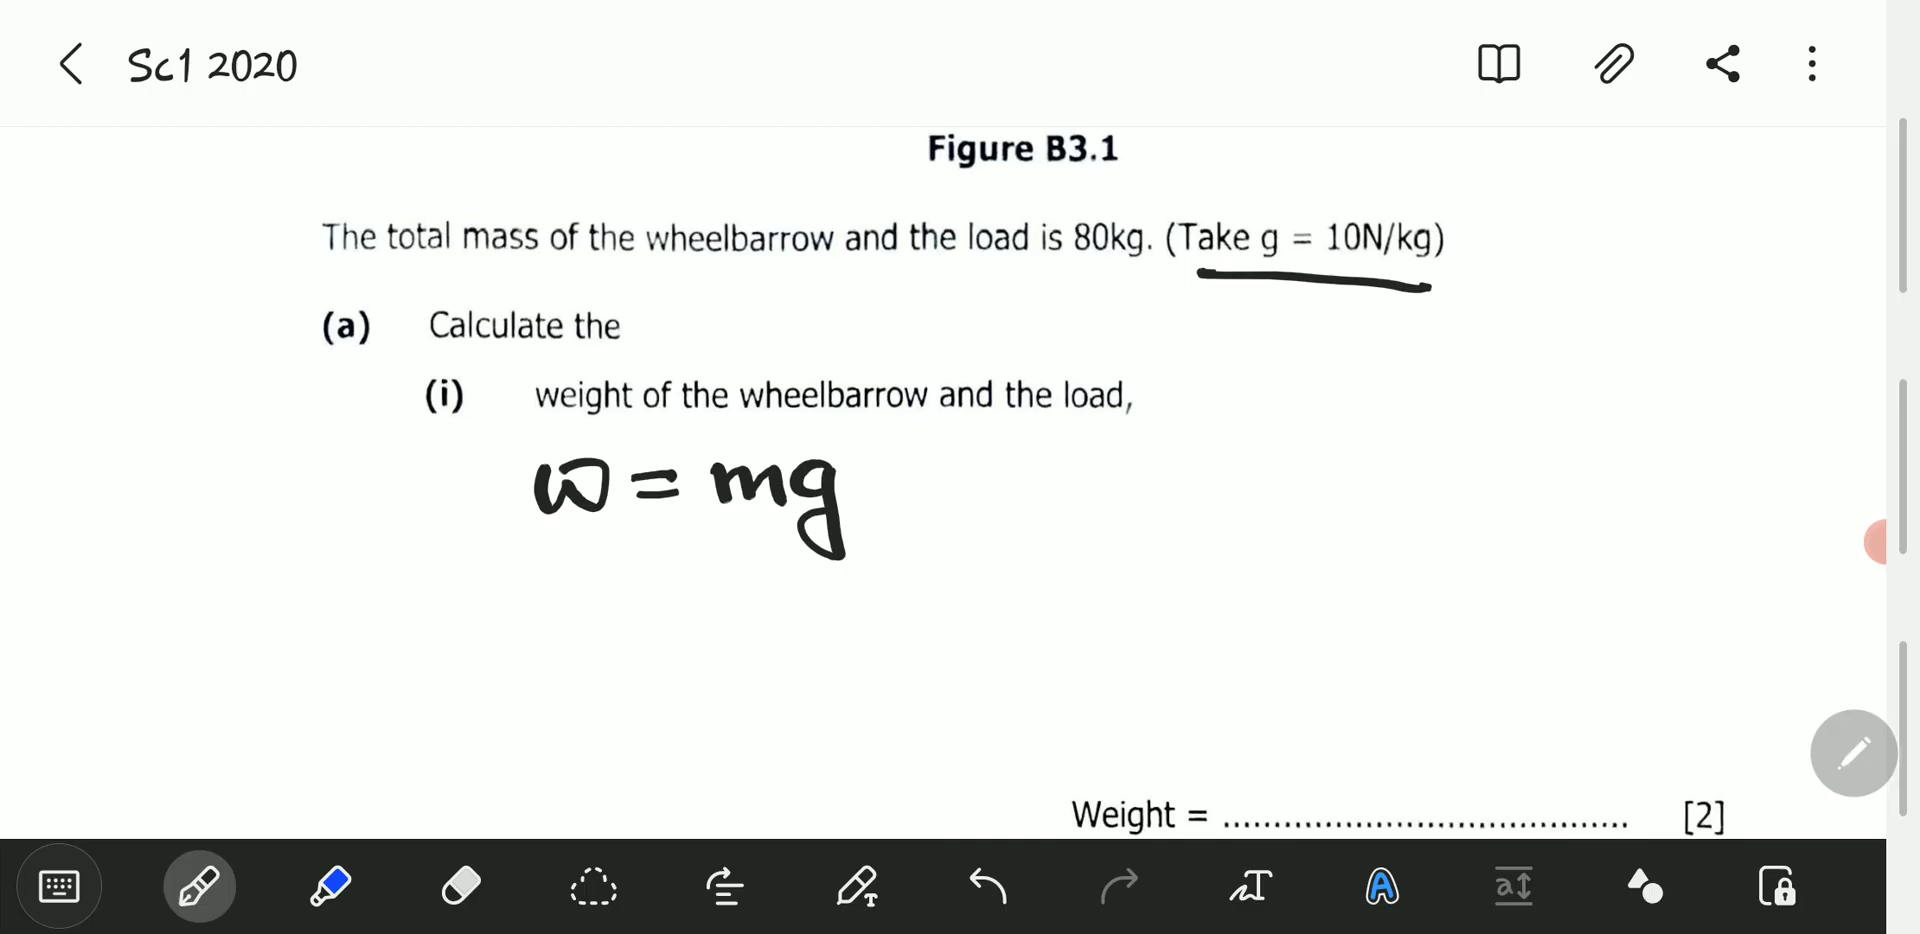 Sc1 2020
Figure B3.1
The total mass of the wheelbarrow and the load is 80kg. (Take g = 10N/kg)
(a) Calculate the
(i) weight of the wheelbarrow and the load,
w = mg
Weight = ........................................ [2]
T T A a